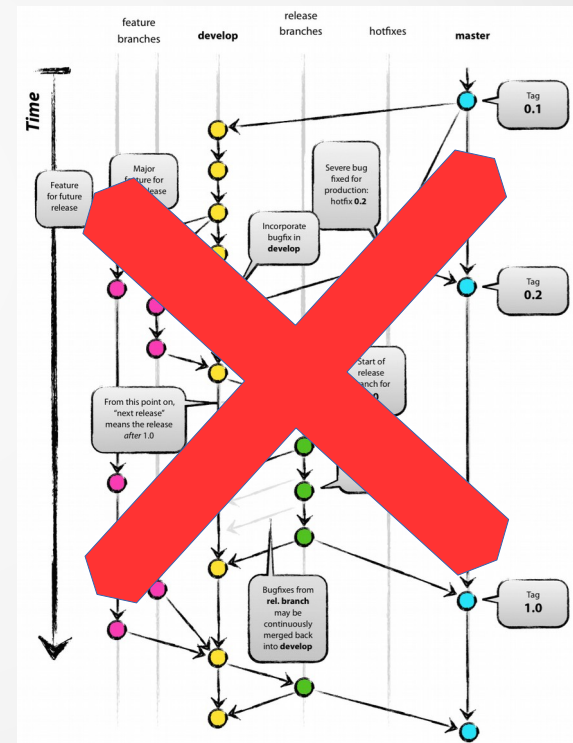 feature
branches
develop
release
branches
hotfixes
master
Time
Tag
0.1
Major
for
Feature
for future
release
Severe bug
fixed for
production:
hotfix 0.2
Incorporate
bugfix in
develop
Tag
0.2
Start of
release
for
From this point on,
"next release"
means the release
after 1.0
Bugfixes from
rel. branch
may be
continuously
merged back
into develop
Tag
1.0